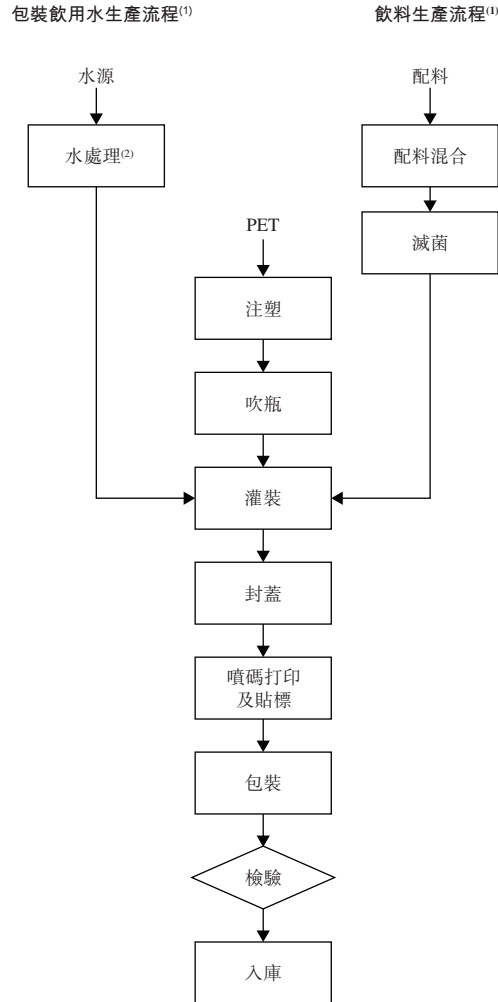 包裝飲用水生產流程(1)
飲料生產流程(1)
水源
配料
水處理(2)
配料混合
PET
滅菌
注塑
吹瓶
灌裝
封蓋
噴碼打印
及貼標
包裝
檢驗
入庫